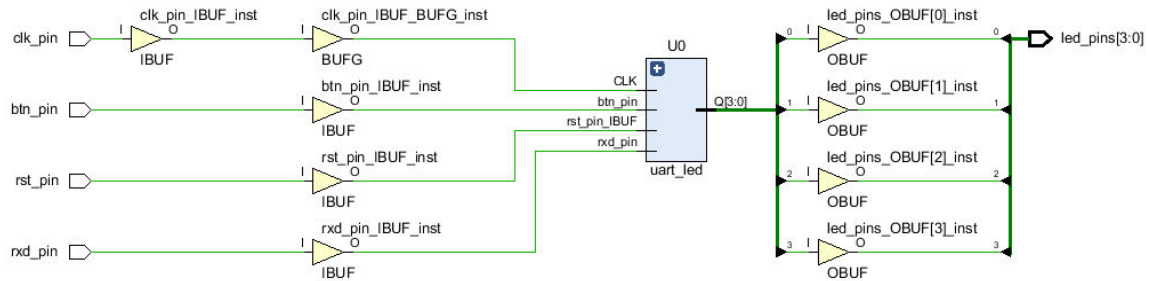 clk_pin
clk_pin_IBUF_inst
I
O
IBUF
clk_pin_IBUF_BUFG_inst
I
O
BUFG
btn_pin
btn_pin_IBUF_inst
I
O
IBUF
rst_pin
rst_pin_IBUF_inst
I
O
IBUF
rxd_pin
rxd_pin_IBUF_inst
I
O
IBUF
U0
CLK
btn_pin
rst_pin_IBUF
rxd_pin
Q[3:0]
uart_led
led_pins_OBUF[0]_inst
0
I
O
0
OBUF
led_pins_OBUF[1]_inst
1
I
O
1
OBUF
led_pins_OBUF[2]_inst
2
I
O
2
OBUF
led_pins_OBUF[3]_inst
3
I
O
3
OBUF
led_pins[3:0]